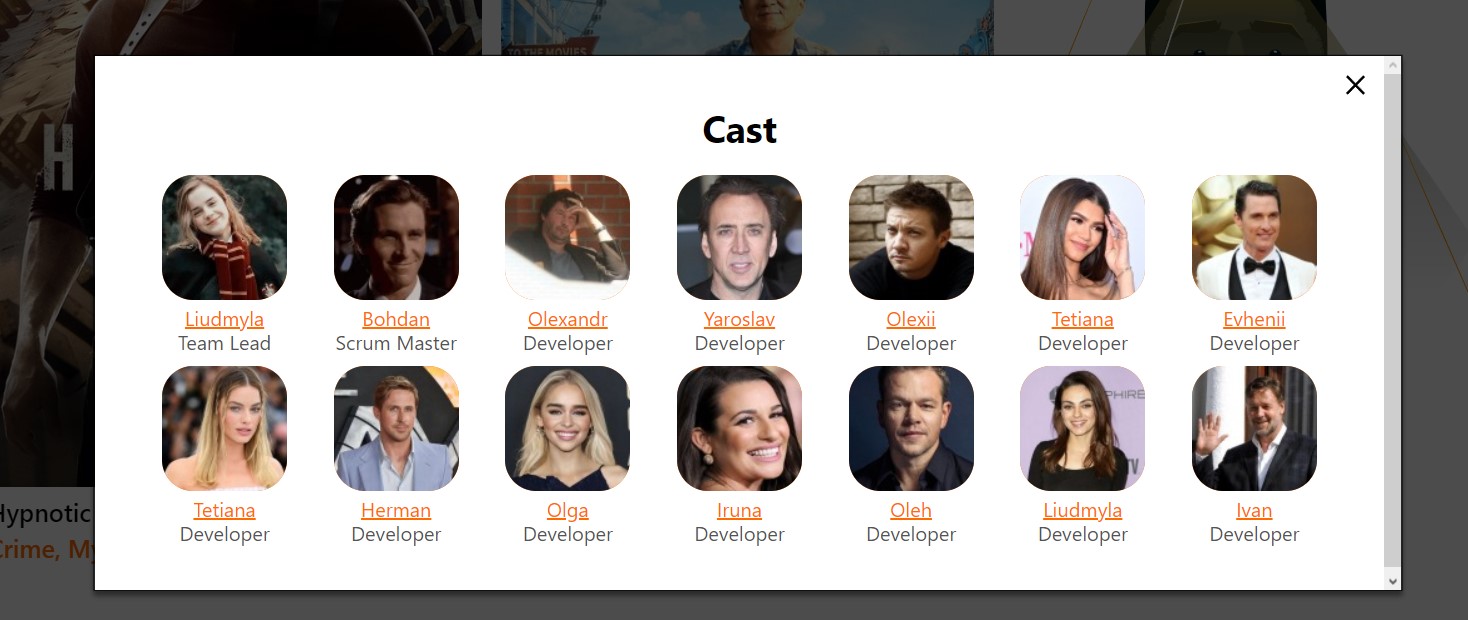 TO THE MOVIES
H
Cast
Liudmyla
Team Lead
Bohdan
Scrum Master
Olexandr
Developer
Yaroslav
Developer
Olexii
Developer
Tetiana
Developer
Evhenii
Developer
Tetiana
Developer
Herman
Developer
Olga
Developer
Iruna
Developer
Oleh
Developer
Liudmyla
Developer
Ivan
Developer
Hypnotic
Crime, My